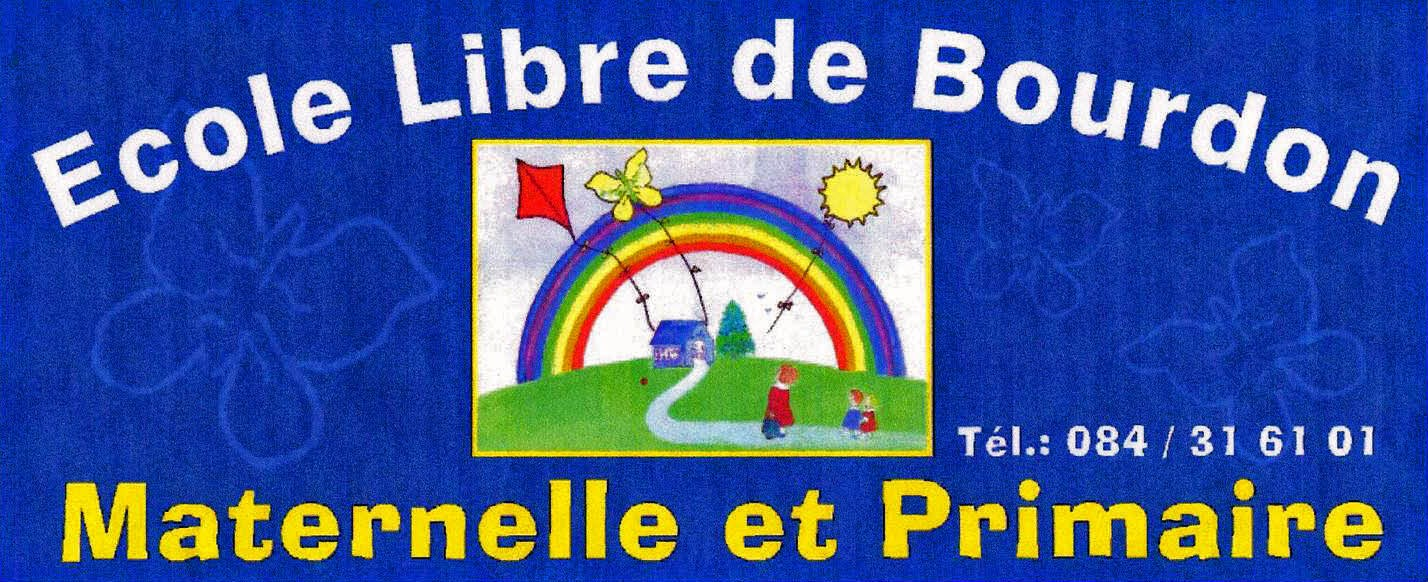 Ecole Libre de Bourdon
Tél.: 084 / 31 61 01
Maternelle et Primaire